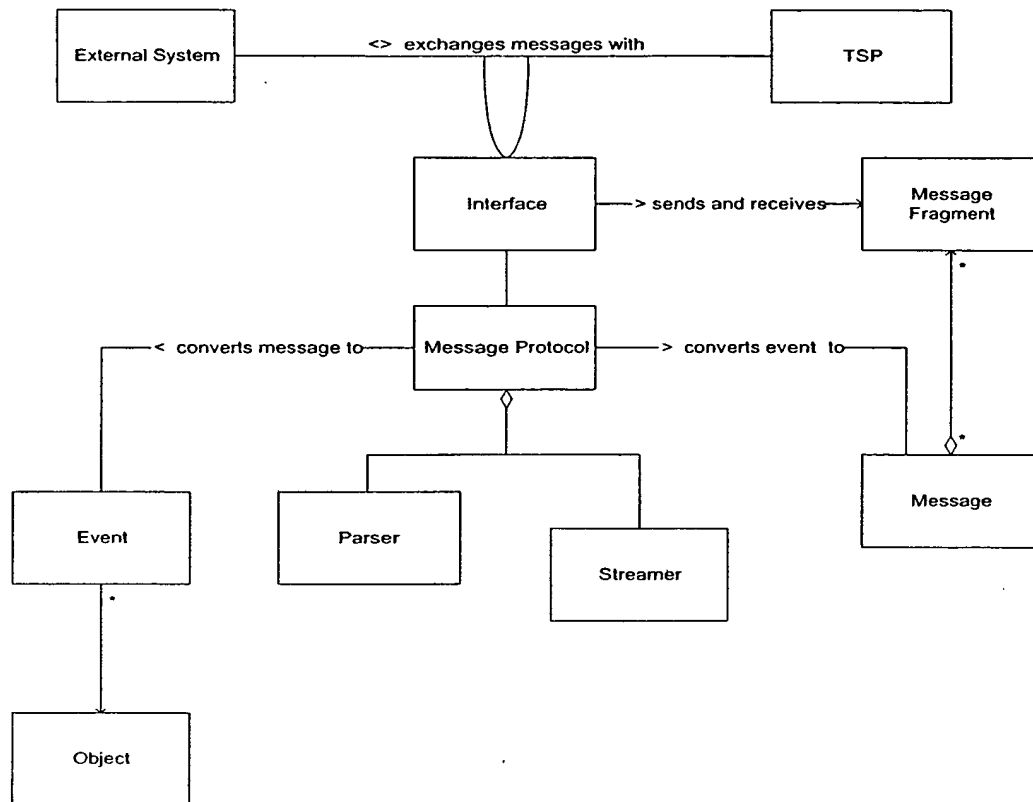 External System
<> exchanges messages with
TSP
Interface
> sends and receives
Message
Fragment
*
< converts message to
Message Protocol
> converts event to
*
Message
Event
Parser
Streamer
*
Object